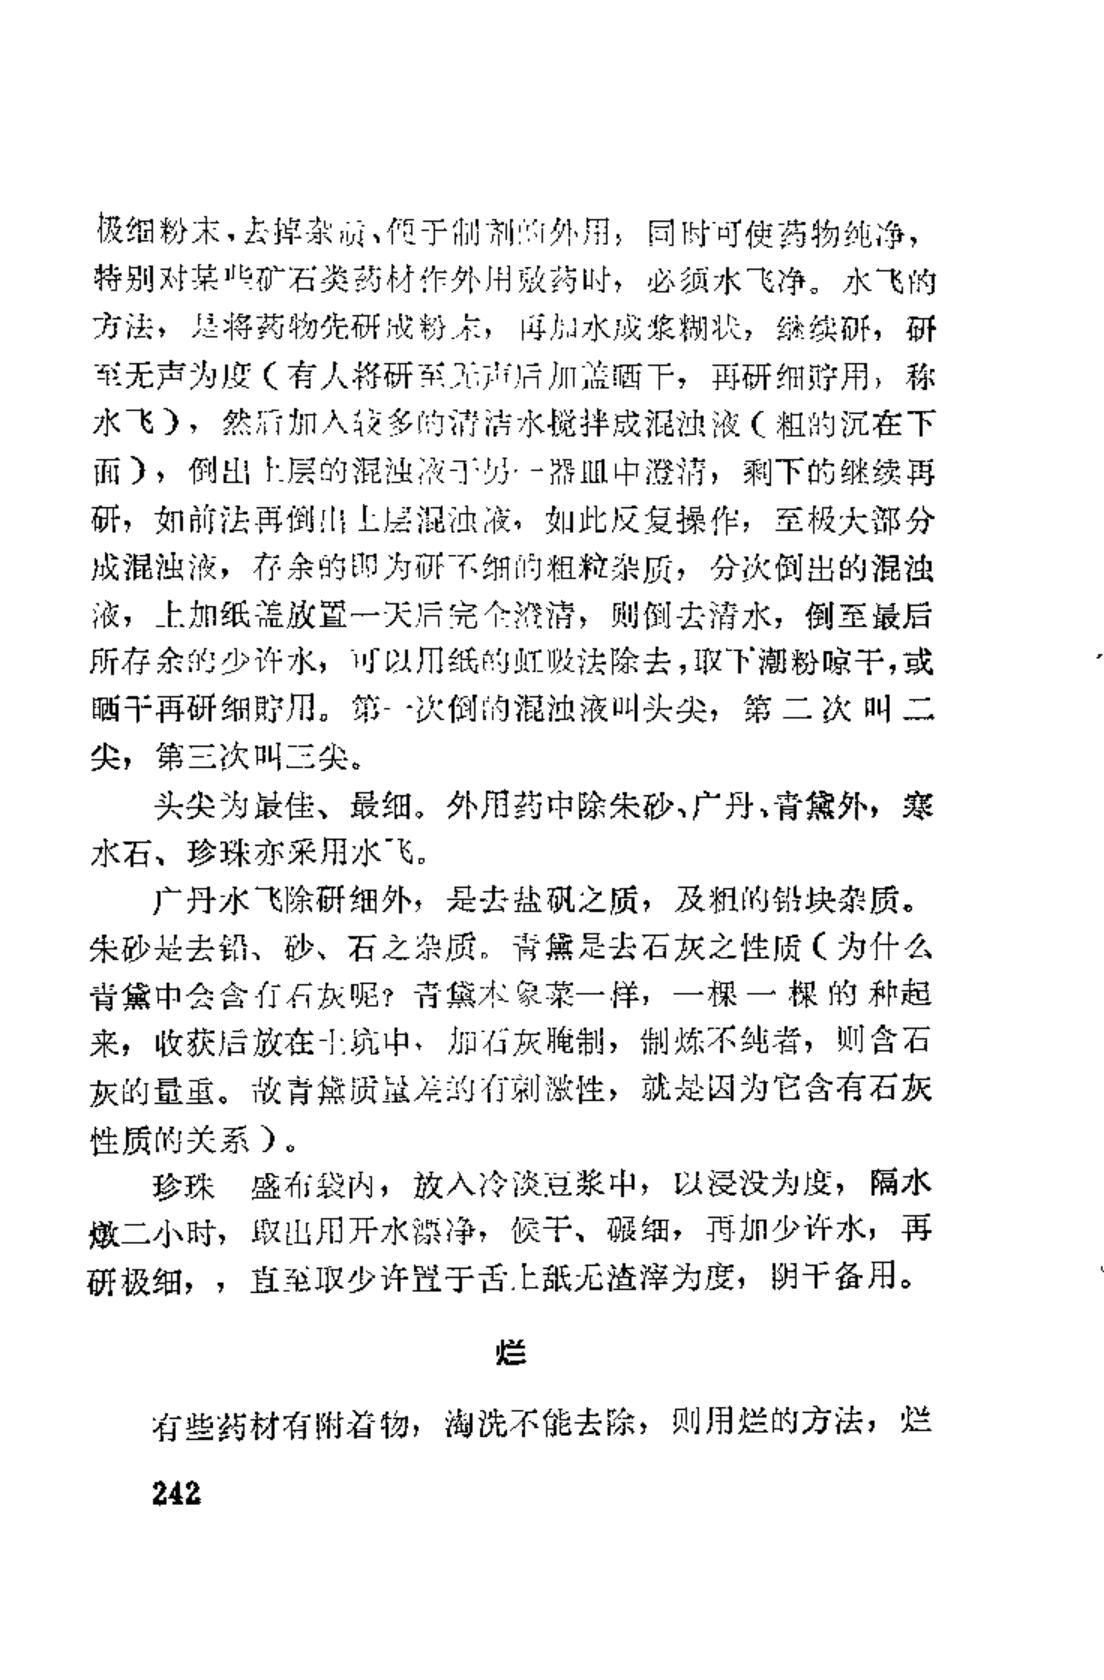 极细粉末，去掉杂质、便于制剂的外用，同时可使药物纯净，
特别对某些矿石类药材作外用敷药时，必须水飞净。水飞的
方法，是将药物先研成粉末，再加水成浆糊状，继续研，研
至无声为度（有人将研至无声后加盖晒干，再研细贮用，称
水飞），然后加入较多的清洁水搅拌成混浊液（粗的沉在下
面），倒出上层的混浊液于另一器皿中澄清，剩下的继续再
研，如前法再倒出上层混浊液，如此反复操作，至极大部分
成混浊液，存余的即为研不细的粗粒杂质，分次倒出的混浊
液，上加纸盖放置一天后完全澄清，则倒去清水，倒至最后
所存余的少许水，可以用纸的虹吸法除去，取下潮粉晾干，或
晒干再研细贮用。第一次倒的混浊液叫头尖，第二次叫二
尖，第三次叫三尖。
头尖为最佳、最细。外用药中除朱砂、广丹、青黛外，寒
水石、珍珠亦采用水飞。
广丹水飞除研细外，是去盐矾之质，及粗的铅块杂质。
朱砂是去铅、砂、石之杂质。青黛是去石灰之性质（为什么
青黛中会含有石灰呢？青黛本象菜一样，一棵一棵的种起
来，收获后放在土坑中、加石灰腌制，制炼不纯者，则含石
灰的量重。故青黛质量差的有刺激性，就是因为它含有石灰
性质的关系）。
珍珠 盛布袋内，放入冷淡豆浆中，以浸没为度，隔水
燉二小时，取出用开水漂净，候干、碾细，再加少许水，再
研极细，，直至取少许置于舌上舐无渣滓为度，阴干备用。
烂
有些药材有附着物，淘洗不能去除，则用烂的方法，烂
242